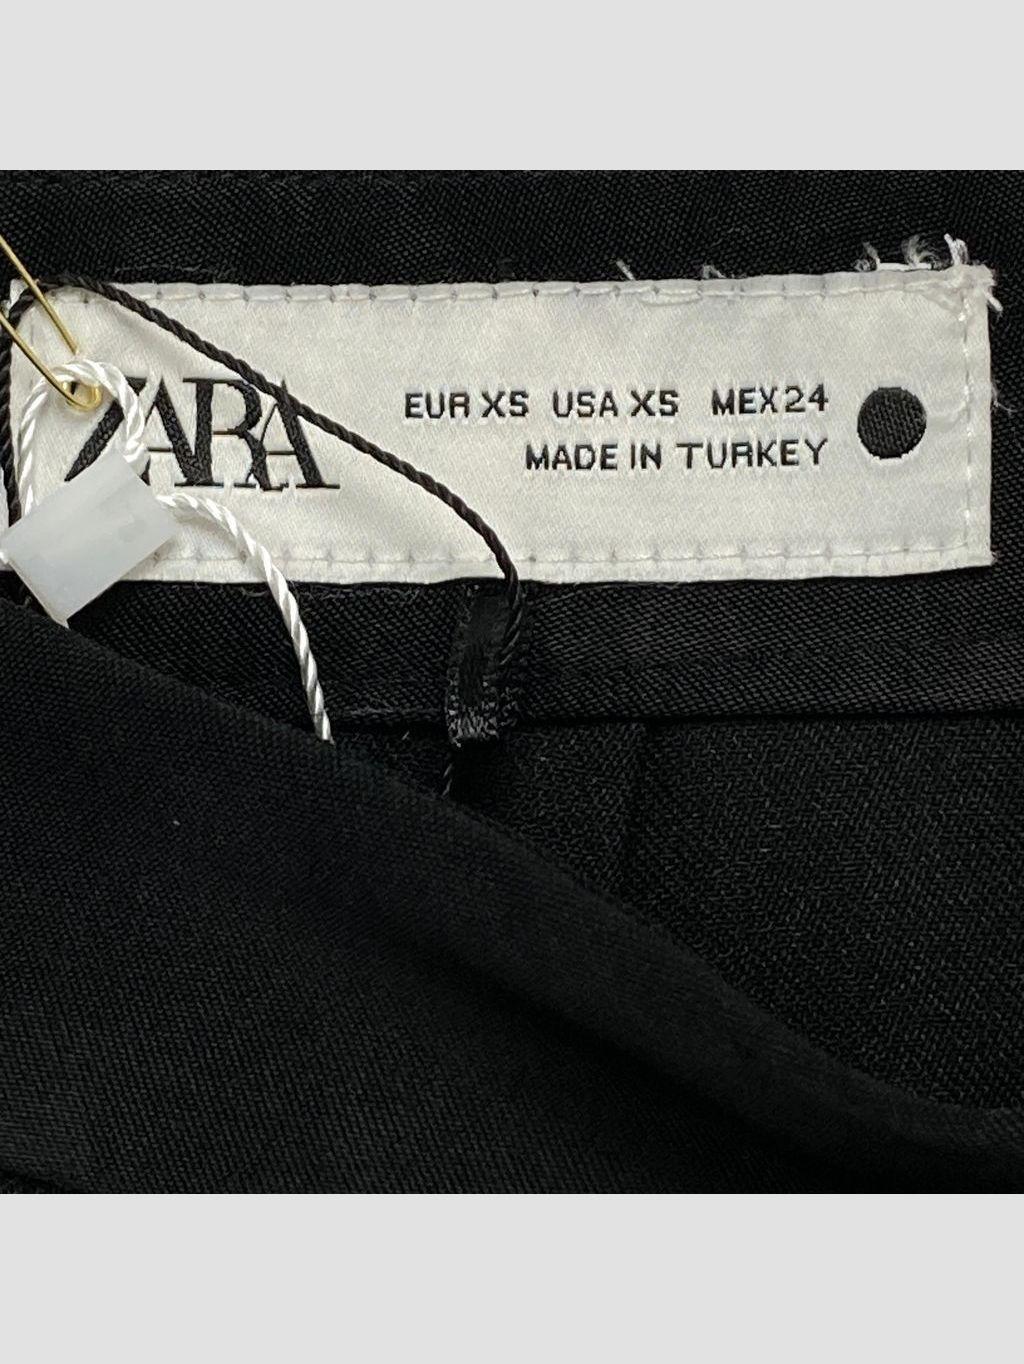 ZARA
EUR XS USA XS MEX 24
MADE IN TURKEY